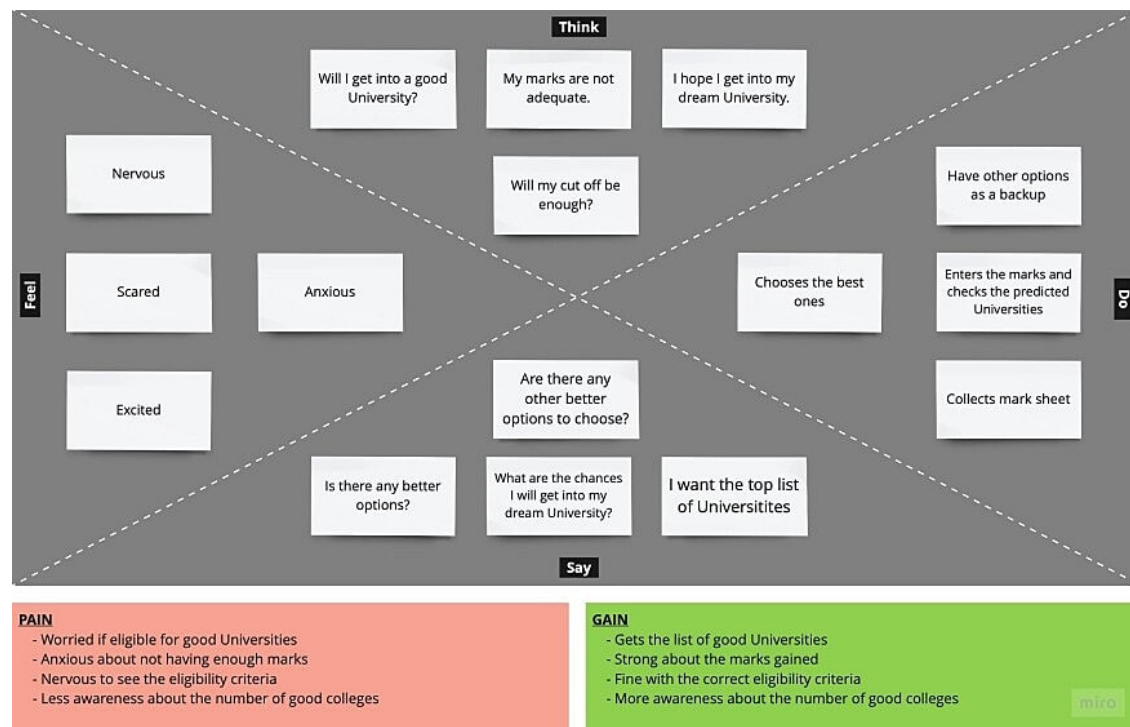 Think
Will I get into a good
University?
My marks are not
adequate.
I hope I get into my
dream University.
Will my cut off be
enough?
Feel
Nervous
Scared
Anxious
Excited
Do
Have other options
as a backup
Chooses the best
ones
Enters the marks and
checks the predicted
Universities
Collects mark sheet
Are there any
other better
options to choose?
Is there any better
options?
What are the chances
I will get into my
dream University?
I want the top list
of Universitites
Say
PAIN
- Worried if eligible for good Universities
- Anxious about not having enough marks
- Nervous to see the eligibility criteria
- Less awareness about the number of good colleges
GAIN
- Gets the list of good Universities
- Strong about the marks gained
- Fine with the correct eligibility criteria
- More awareness about the number of good colleges
miro